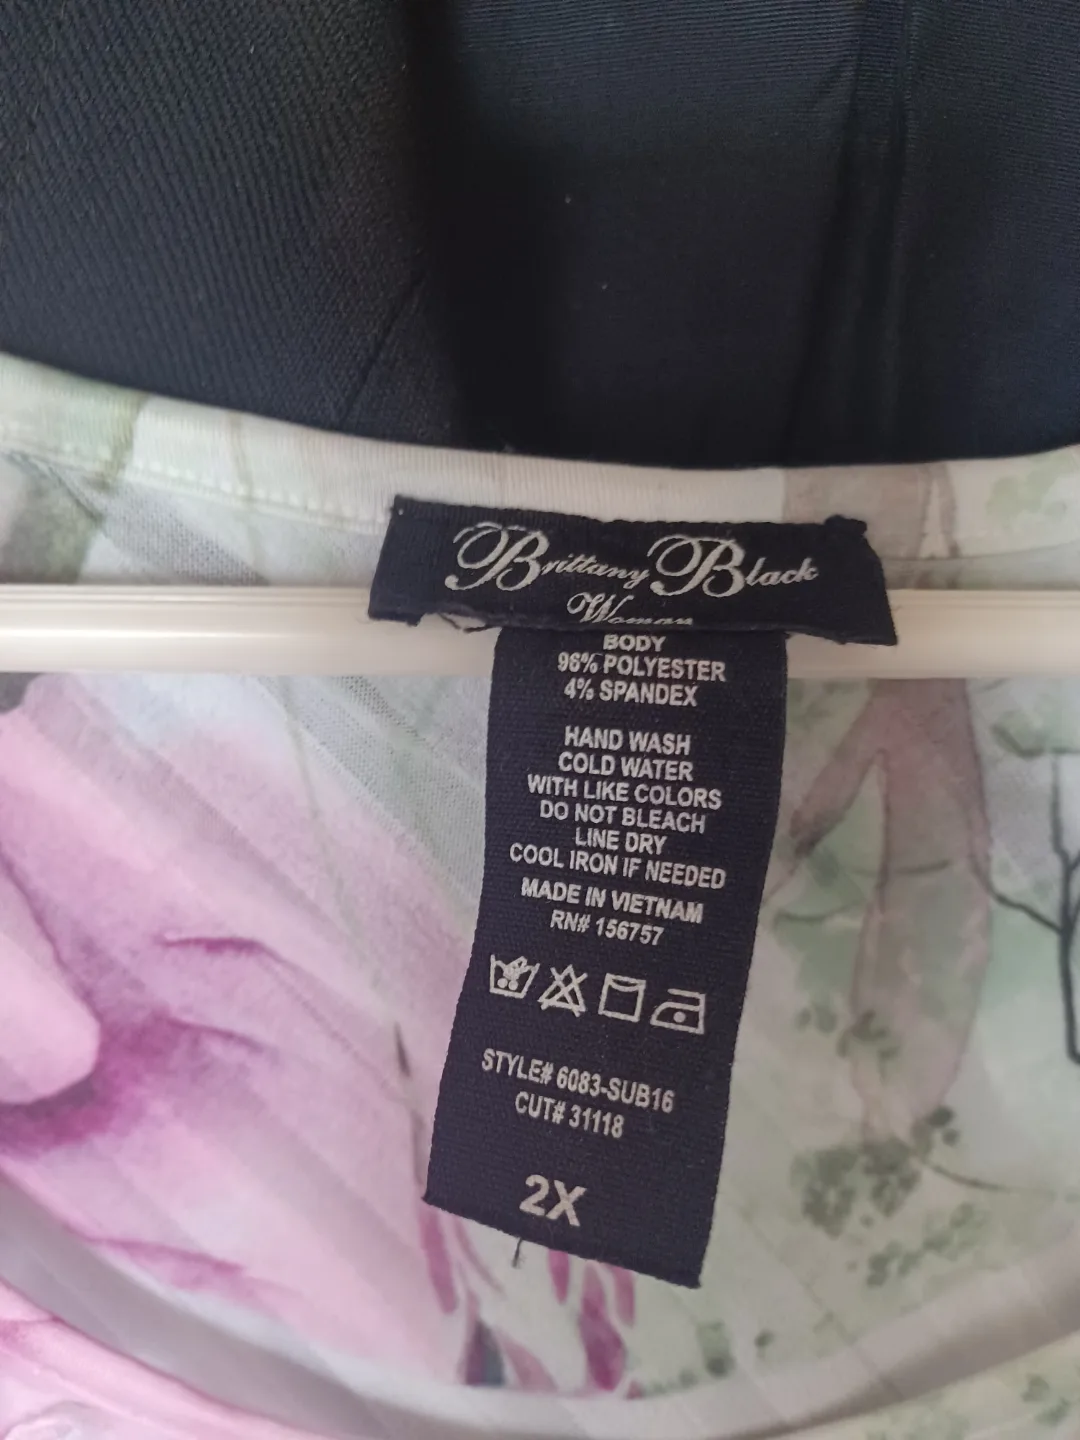 Brittany Black
Woman
BODY
96% POLYESTER
4% SPANDEX
HAND WASH
COLD WATER
WITH LIKE COLORS
DO NOT BLEACH
LINE DRY
COOL IRON IF NEEDED
MADE IN VIETNAM
RN# 156757
STYLE# 6083-SUB16
CUT# 31118
2X